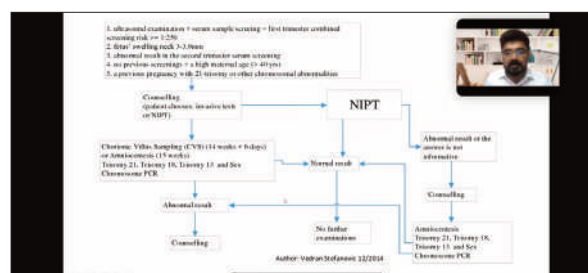 1. ultrasound examination + serum sample screening = first trimester combined
screening risk >= 1:250
2. fetus' swelling neck 3-3.9mm
3. abnormal result in the second trimester serum screening
4. no previous screenings + a high maternal age (> 40 yrs)
5. a previous pregnancy with 21-trisomy or other chromosomal abnormalities
Counselling
(patient chooses: invasive tests
or NIPT)
NIPT
Abnormal result or the
answer is not
informative
Chorionic Villus Sampling (CVS) (14 weeks + 6 days)
or Amniocentesis (15 weeks)
Trisomy 21, Trisomy 18, Trisomy 13 and Sex
Chromosome PCR
Normal result
Counselling
Abnormal result
No further
examinations
Amniocentesis
Trisomy 21, Trisomy 18,
Trisomy 13 and Sex
Chromosome PCR
Counselling
Author: Vedran Stefanovic 12/2014